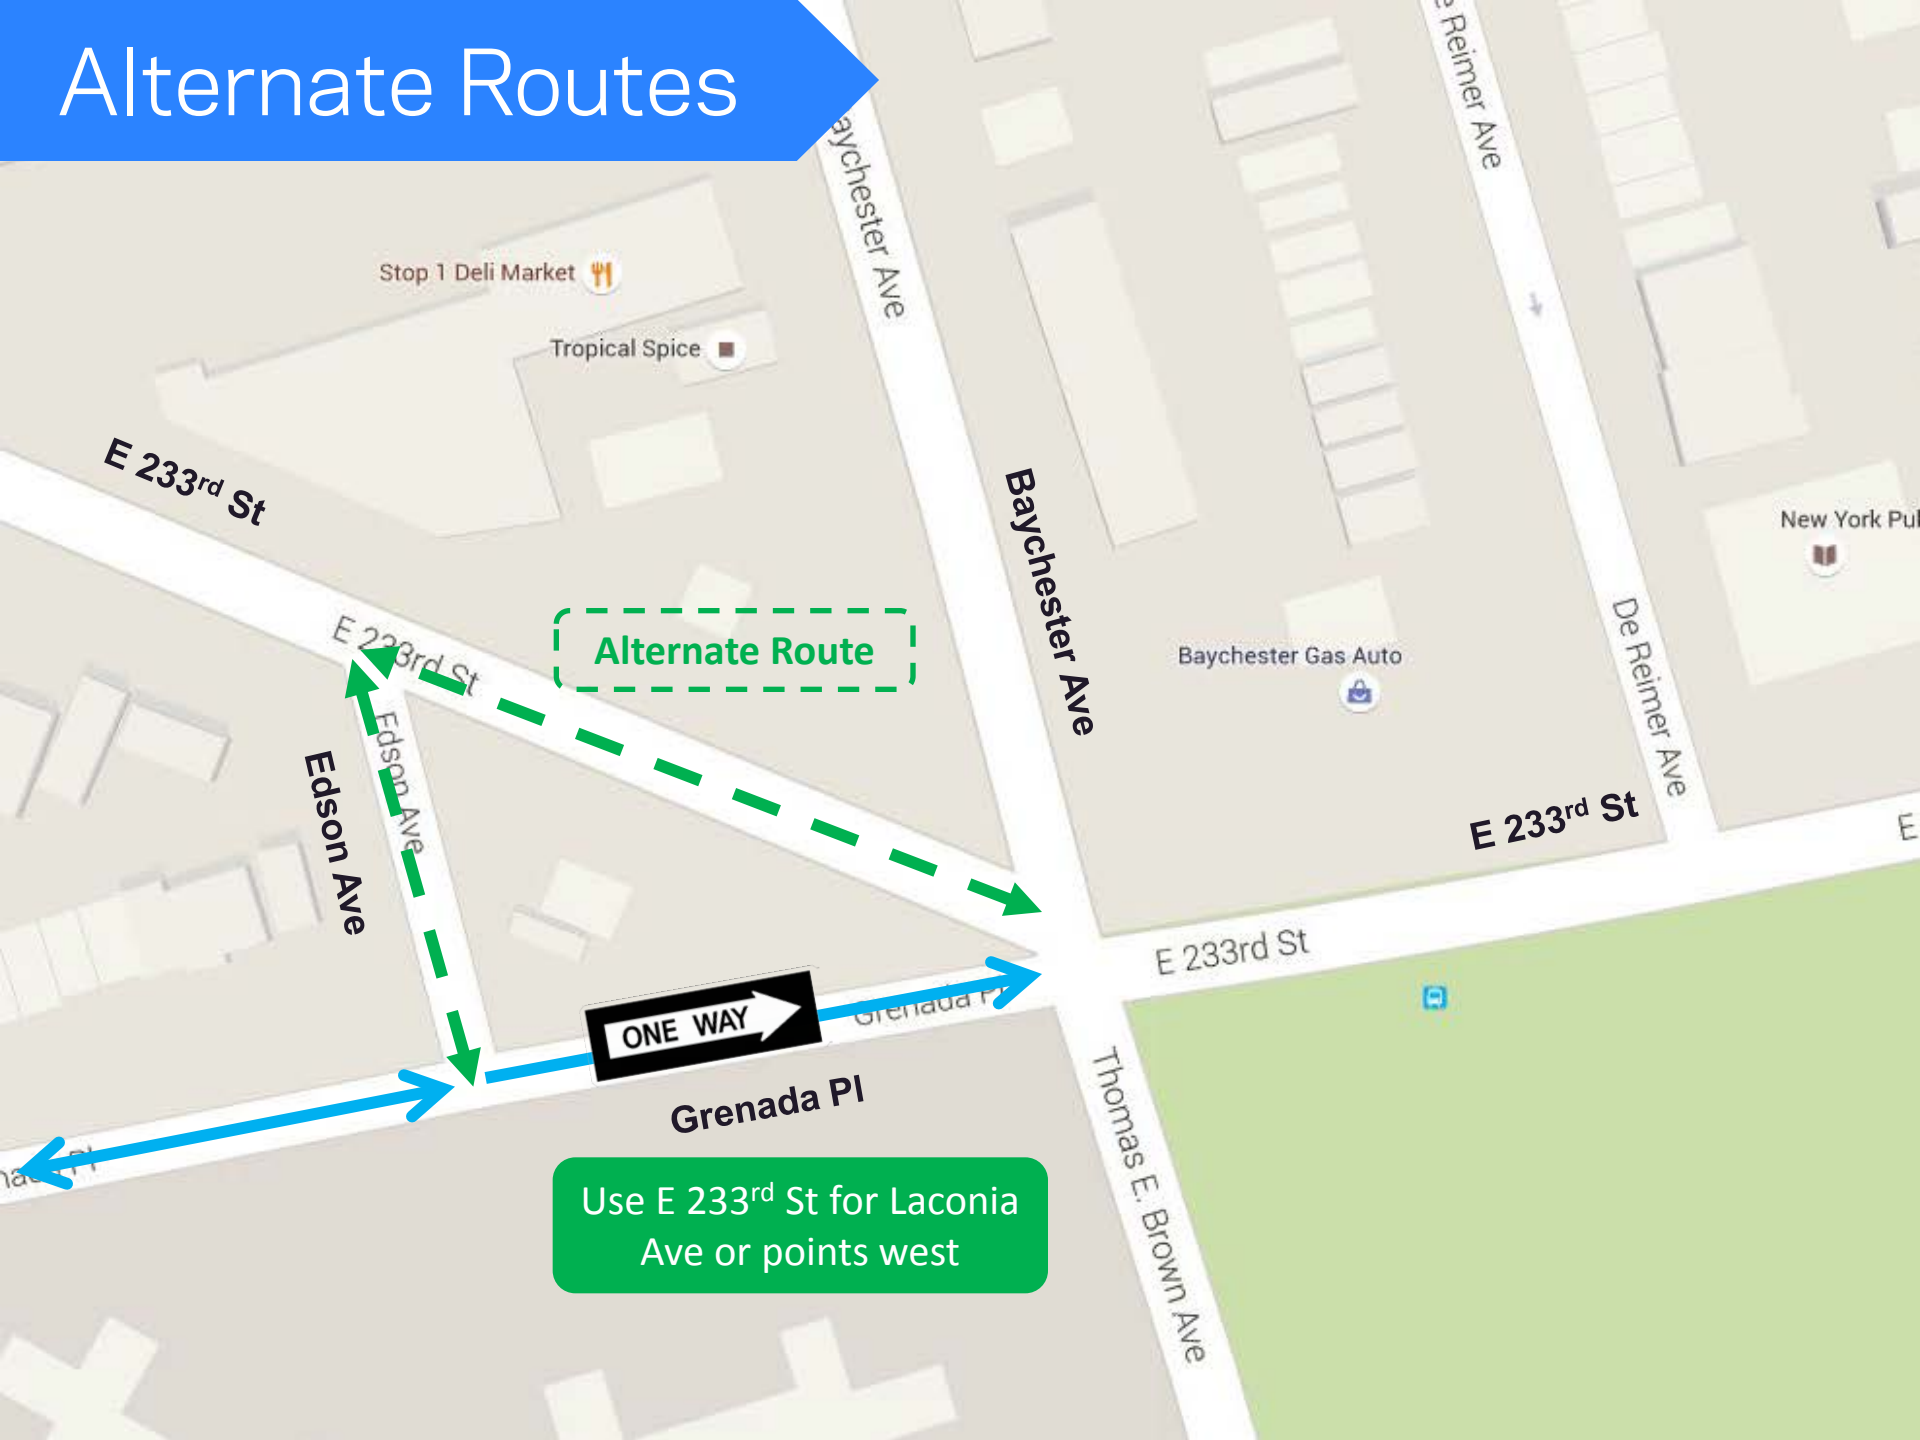 Alternate Routes
e Reimer Ave
aychester Ave
Stop 1 Deli Market
Tropical Spice
E 233rd St
Baychester Ave
New York Pul
E 233rd St
Alternate Route
Baychester Gas Auto
De Reimer Ave
Edson Ave
Edson Ave
E 233rd St
E
E 233rd St
ONE WAY
Grenada Pl
Grenada Pl
Thomas E. Brown Ave
Use E 233rd St for Laconia
Ave or points west